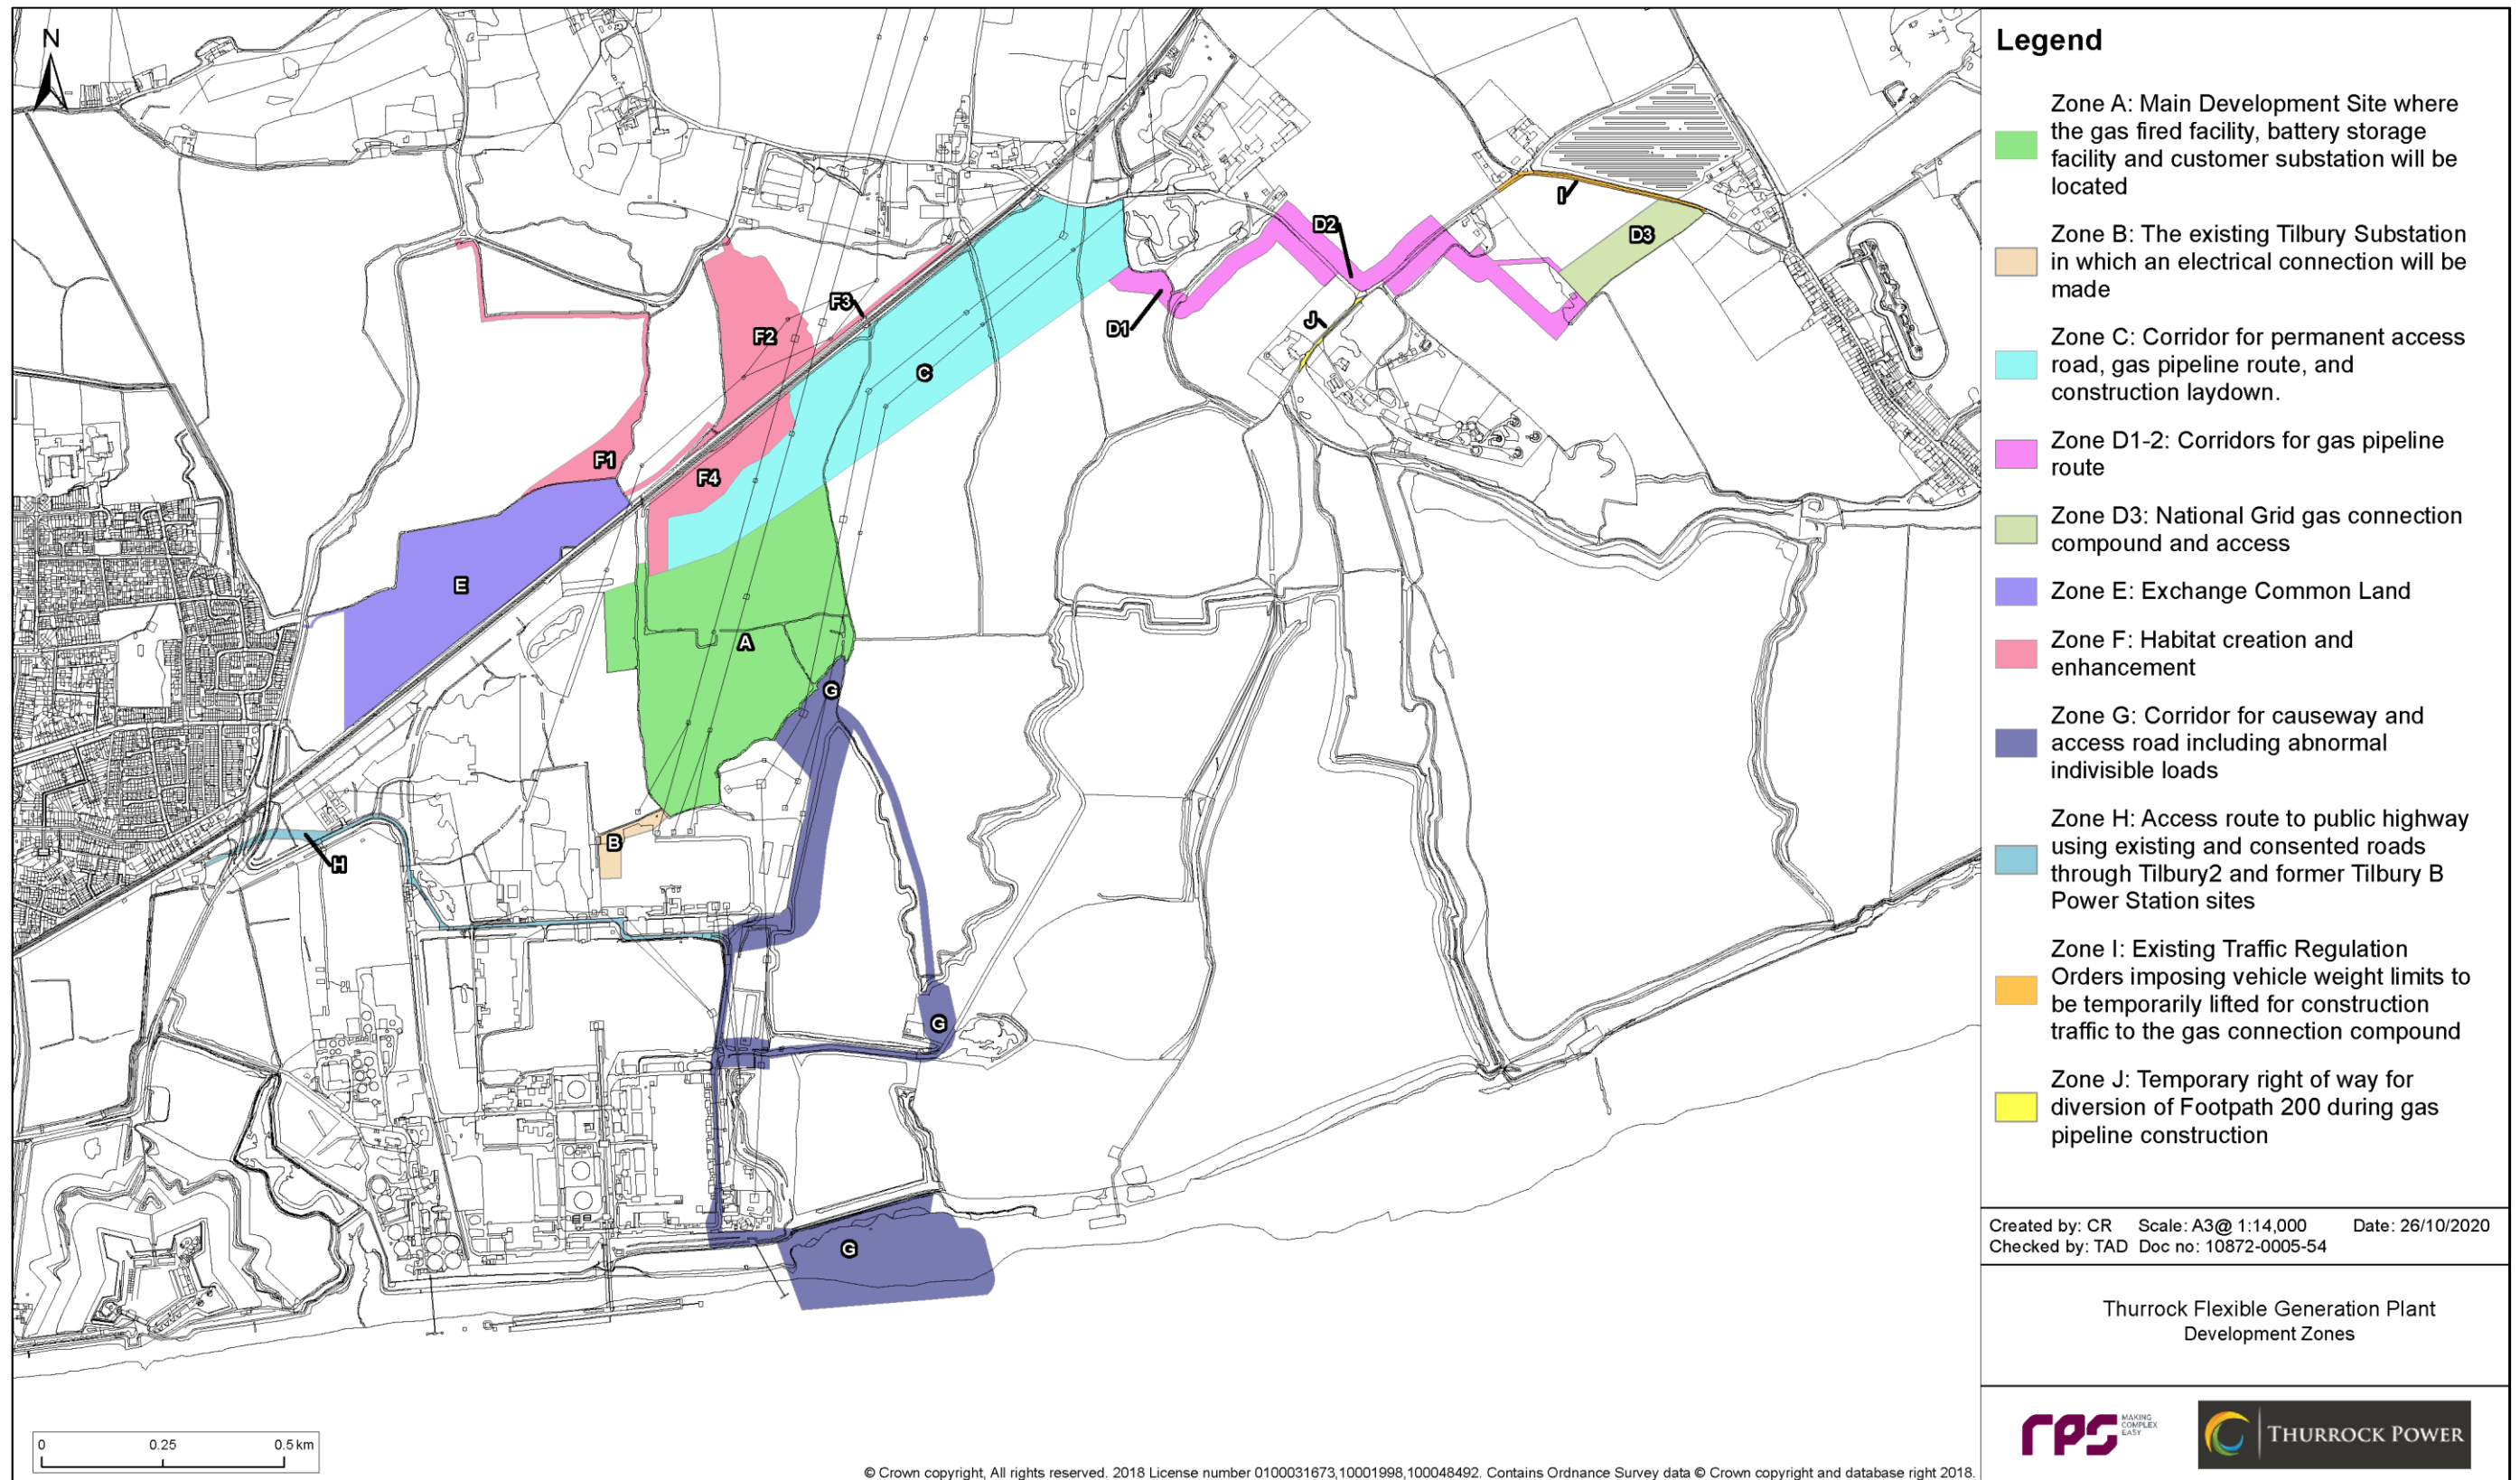 N
I
D2
D3
F3
J
D1
F2
C
F1
F4
E
A
G
B
H
G
G
0 0.25 0.5 km
© Crown copyright, All rights reserved. 2018 License number 0100031673,10001998,100048492. Contains Ordnance Survey data © Crown copyright and database right 2018.
Legend
Zone A: Main Development Site where
the gas fired facility, battery storage
facility and customer substation will be
located
Zone B: The existing Tilbury Substation
in which an electrical connection will be
made
Zone C: Corridor for permanent access
road, gas pipeline route, and
construction laydown.
Zone D1-2: Corridors for gas pipeline
route
Zone D3: National Grid gas connection
compound and access
Zone E: Exchange Common Land
Zone F: Habitat creation and
enhancement
Zone G: Corridor for causeway and
access road including abnormal
indivisible loads
Zone H: Access route to public highway
using existing and consented roads
through Tilbury2 and former Tilbury B
Power Station sites
Zone I: Existing Traffic Regulation
Orders imposing vehicle weight limits to
be temporarily lifted for construction
traffic to the gas connection compound
Zone J: Temporary right of way for
diversion of Footpath 200 during gas
pipeline construction
Created by: CR Scale: A3@ 1:14,000 Date: 26/10/2020
Checked by: TAD Doc no: 10872-0005-54
Thurrock Flexible Generation Plant
Development Zones
rps
MAKING
COMPLEX
EASY
THURROCK POWER